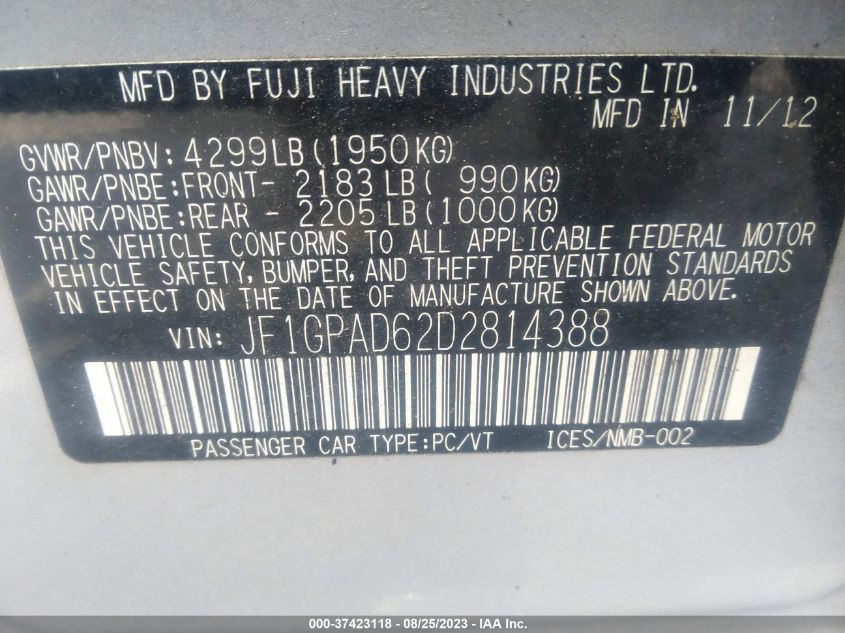 MFD BY FUJI HEAVY INDUSTRIES LTD.
MFD IN 11/12
GVWR/PNBV: 4299LB(1950KG)
GAWR/PNBE:FRONT- 2183LB( 990KG)
GAWR/PNBE:REAR - 2205LB(1000KG)
THIS VEHICLE CONFORMS TO ALL APPLICABLE FEDERAL MOTOR
VEHICLE SAFETY, BUMPER, AND THEFT PREVENTION STANDARDS
IN EFFECT ON THE DATE OF MANUFACTURE SHOWN ABOVE.
VIN: JF1GPAD62D2814388
PASSENGER CAR TYPE:PC/VT ICES/NMB-002
000-37423118 - 08/25/2023 - IAA Inc.